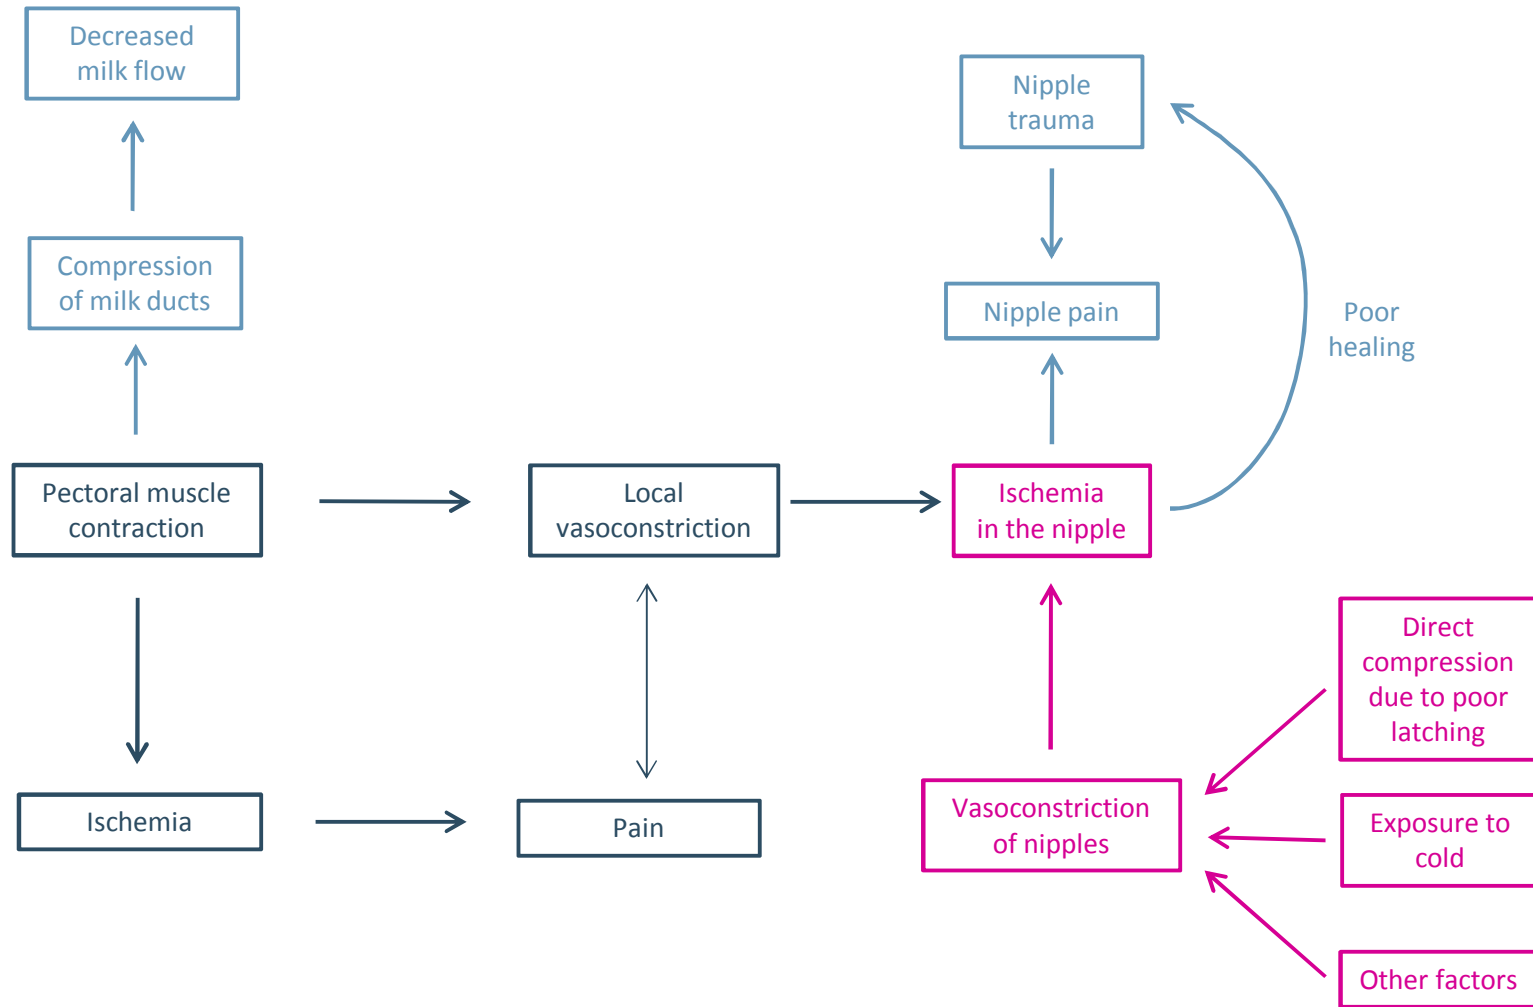 Decreased
milk flow
Nipple
trauma
Compression
of milk ducts
Nipple pain
Poor
healing
Pectoral muscle
contraction
Local
vasoconstriction
Ischemia
in the nipple
Direct
compression
due to poor
latching
Ischemia
Pain
Vasoconstriction
of nipples
Exposure to
cold
Other factors